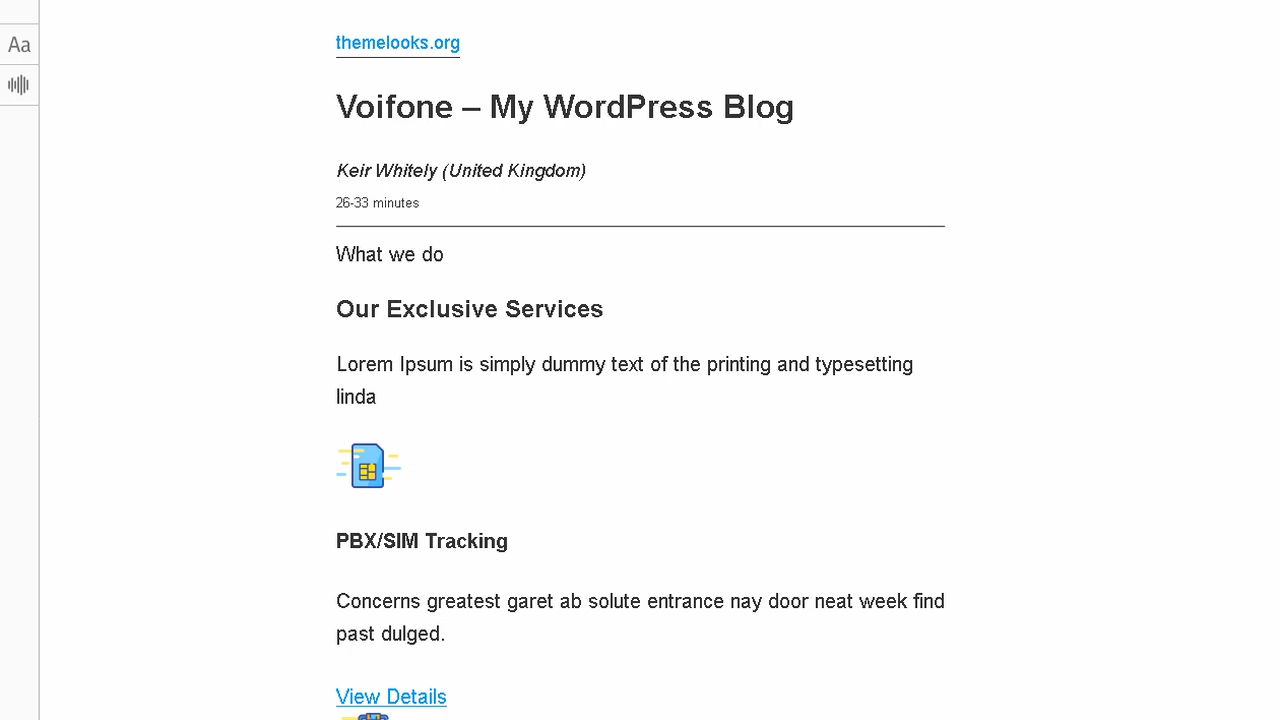 Aa
themelooks.org
Voifone – My WordPress Blog
Keir Whitely (United Kingdom)
26-33 minutes
What we do
Our Exclusive Services
Lorem Ipsum is simply dummy text of the printing and typesetting
linda
PBX/SIM Tracking
Concerns greatest garet ab solute entrance nay door neat week find
past dulged.
View Details